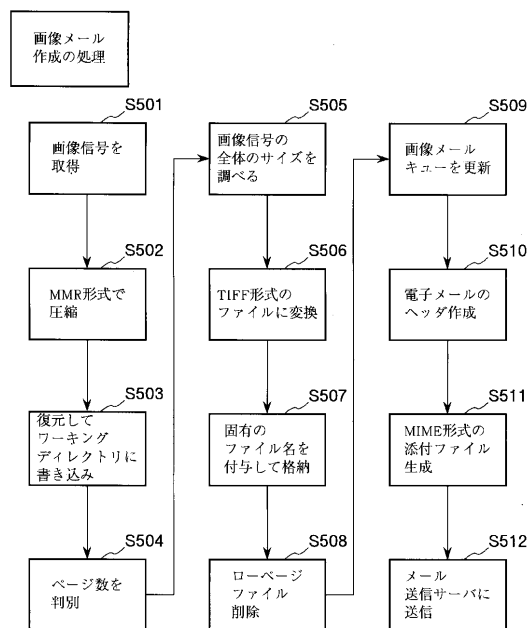 画像メール
作成の処理
S501
画像信号を
取得
S502
MMR形式で
圧縮
S503
復元して
ワーキング
ディレクトリに
書き込み
S504
ページ数を
判別
S505
画像信号の
全体のサイズを
調べる
S506
TIFF形式の
ファイルに変換
S507
固有の
ファイル名を
付与して格納
S508
ローページ
ファイル
削除
S509
画像メール
キューを更新
S510
電子メールの
ヘッダ作成
S511
MIME形式の
添付ファイル
生成
S512
メール
送信サーバに
送信